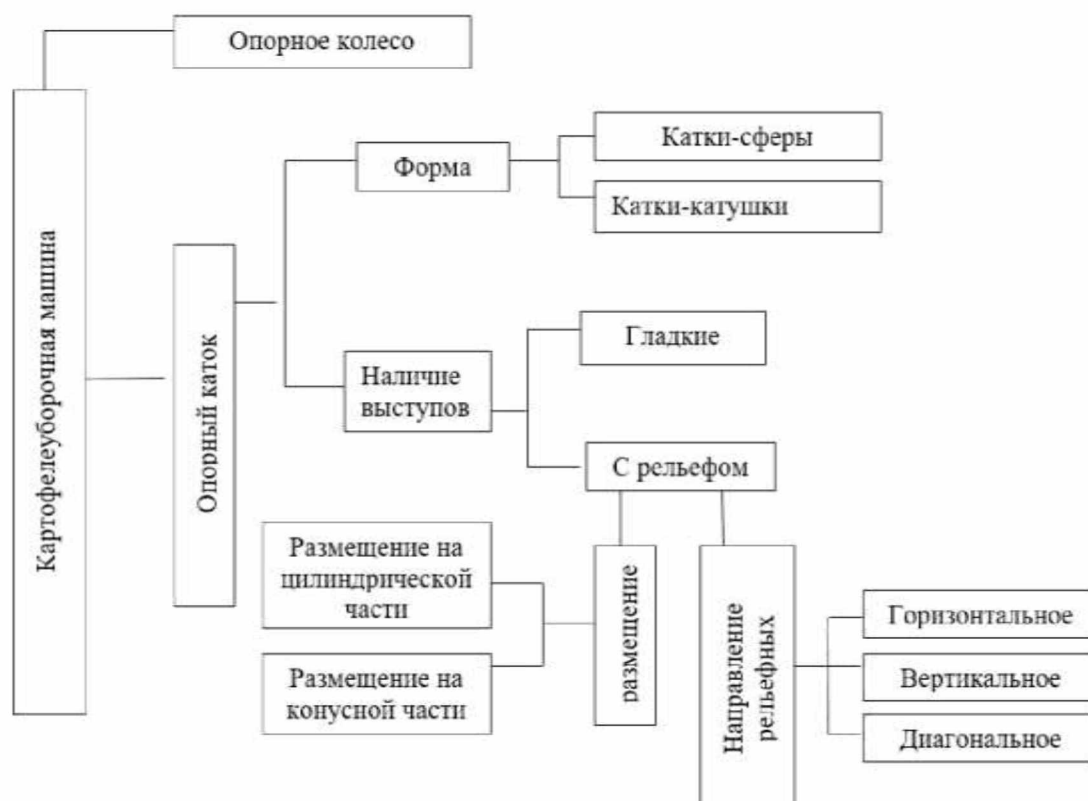 Опорное колесо
Картофелеуборочная машина
Опорный каток
Форма
Катки-сферы
Катки-катушки
Наличие
выступов
Гладкие
С рельефом
Размещение на
цилиндрической
части
Размещение на
конусной части
размещение
Направление
рельефных
Горизонтальное
Вертикальное
Диагональное